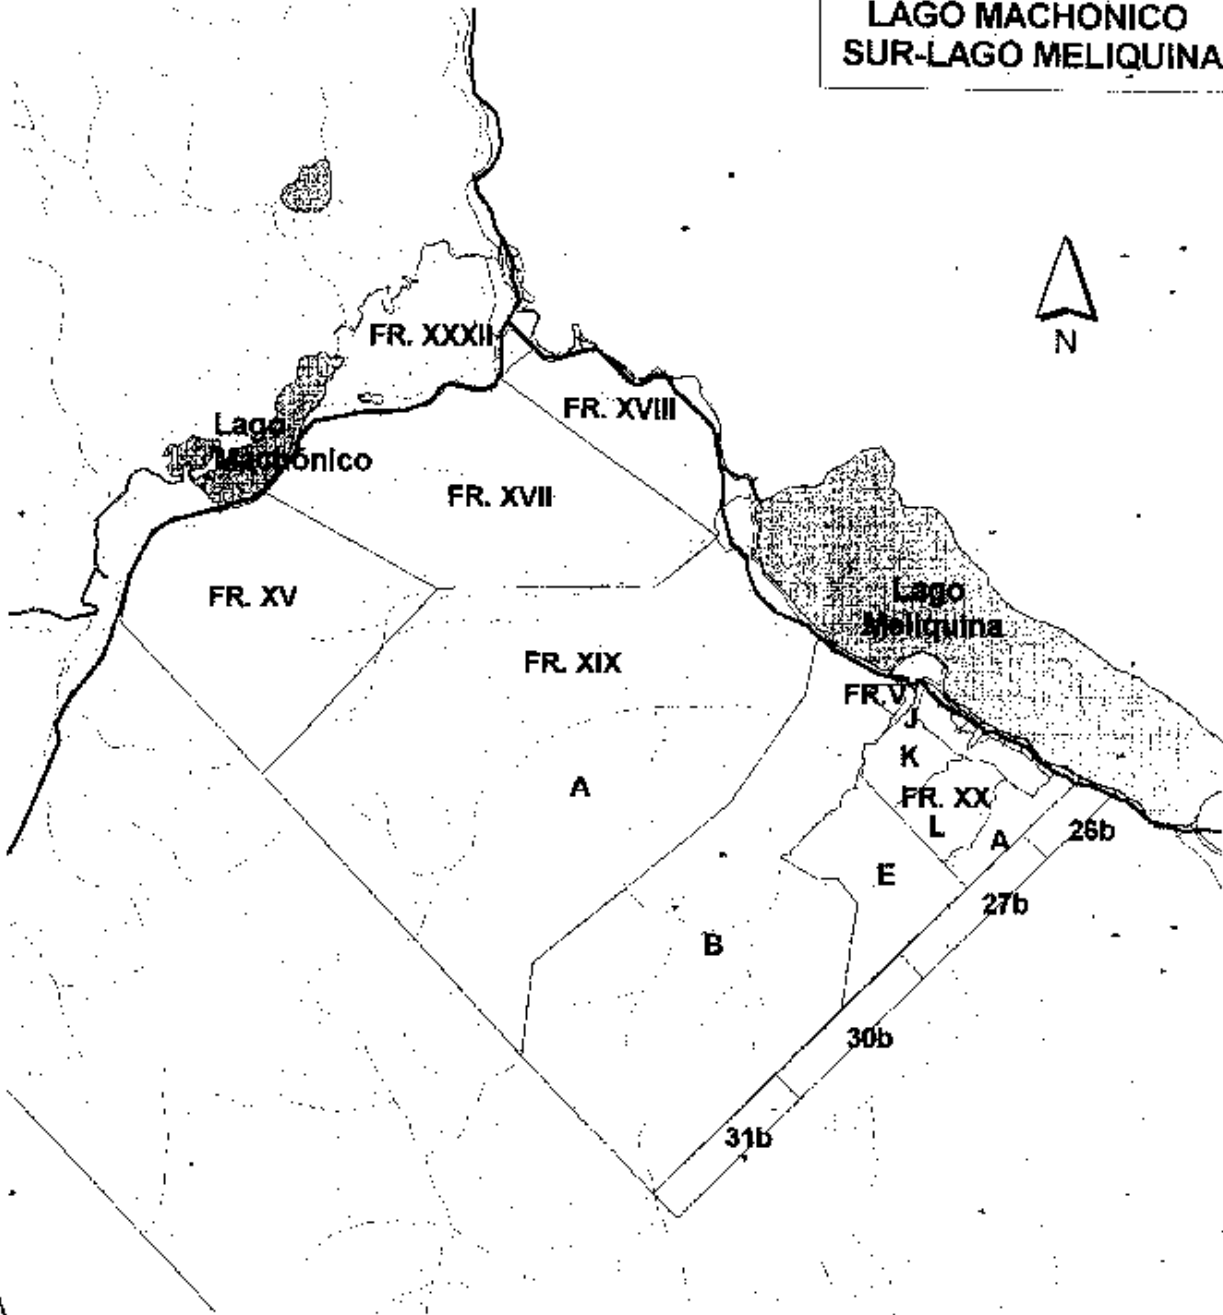 LAGO MACHONICO
SUR-LAGO MELIQUINA
N
FR. XXXII
FR. XVIII
Lago
Machónico
FR. XVII
FR. XV
Lago
Meliquina
FR. XIX
FR.V
J
K
A
FR. XX
L
A
26b
E
27b
B
30b
31b